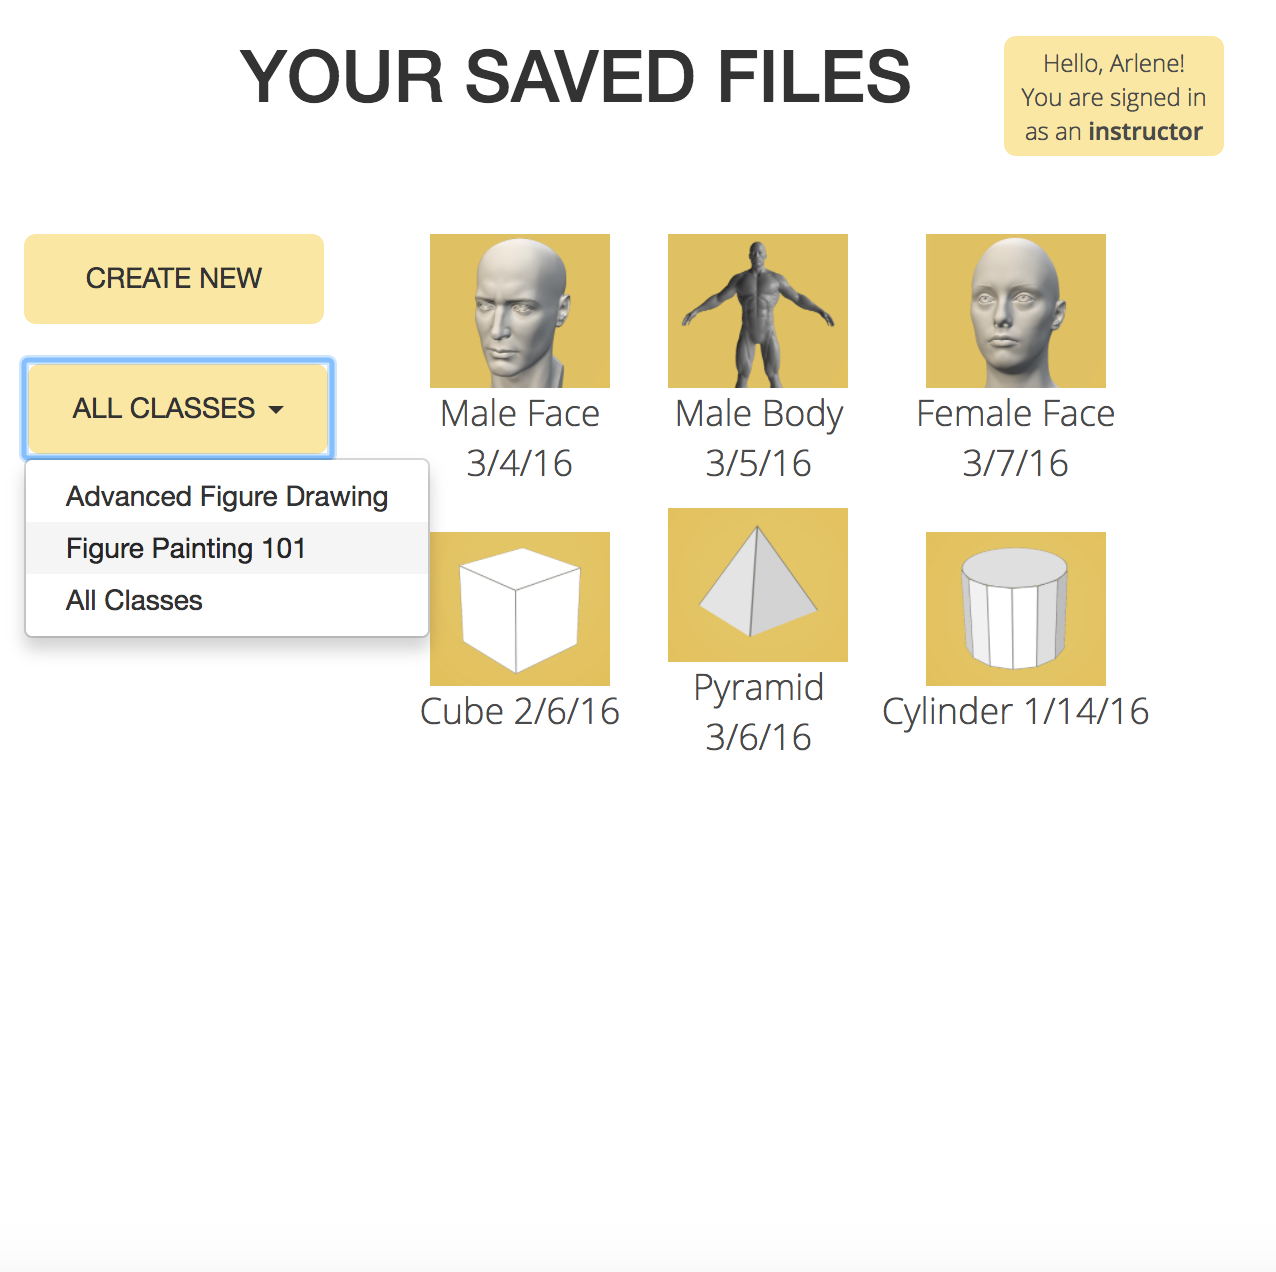 YOUR SAVED FILES
Hello, Arlene!
You are signed in
as an instructor
CREATE NEW
ALL CLASSES
Advanced Figure Drawing
Figure Painting 101
All Classes
Male Face
3/4/16
Male Body
3/5/16
Female Face
3/7/16
Cube 2/6/16
Pyramid
3/6/16
Cylinder 1/14/16